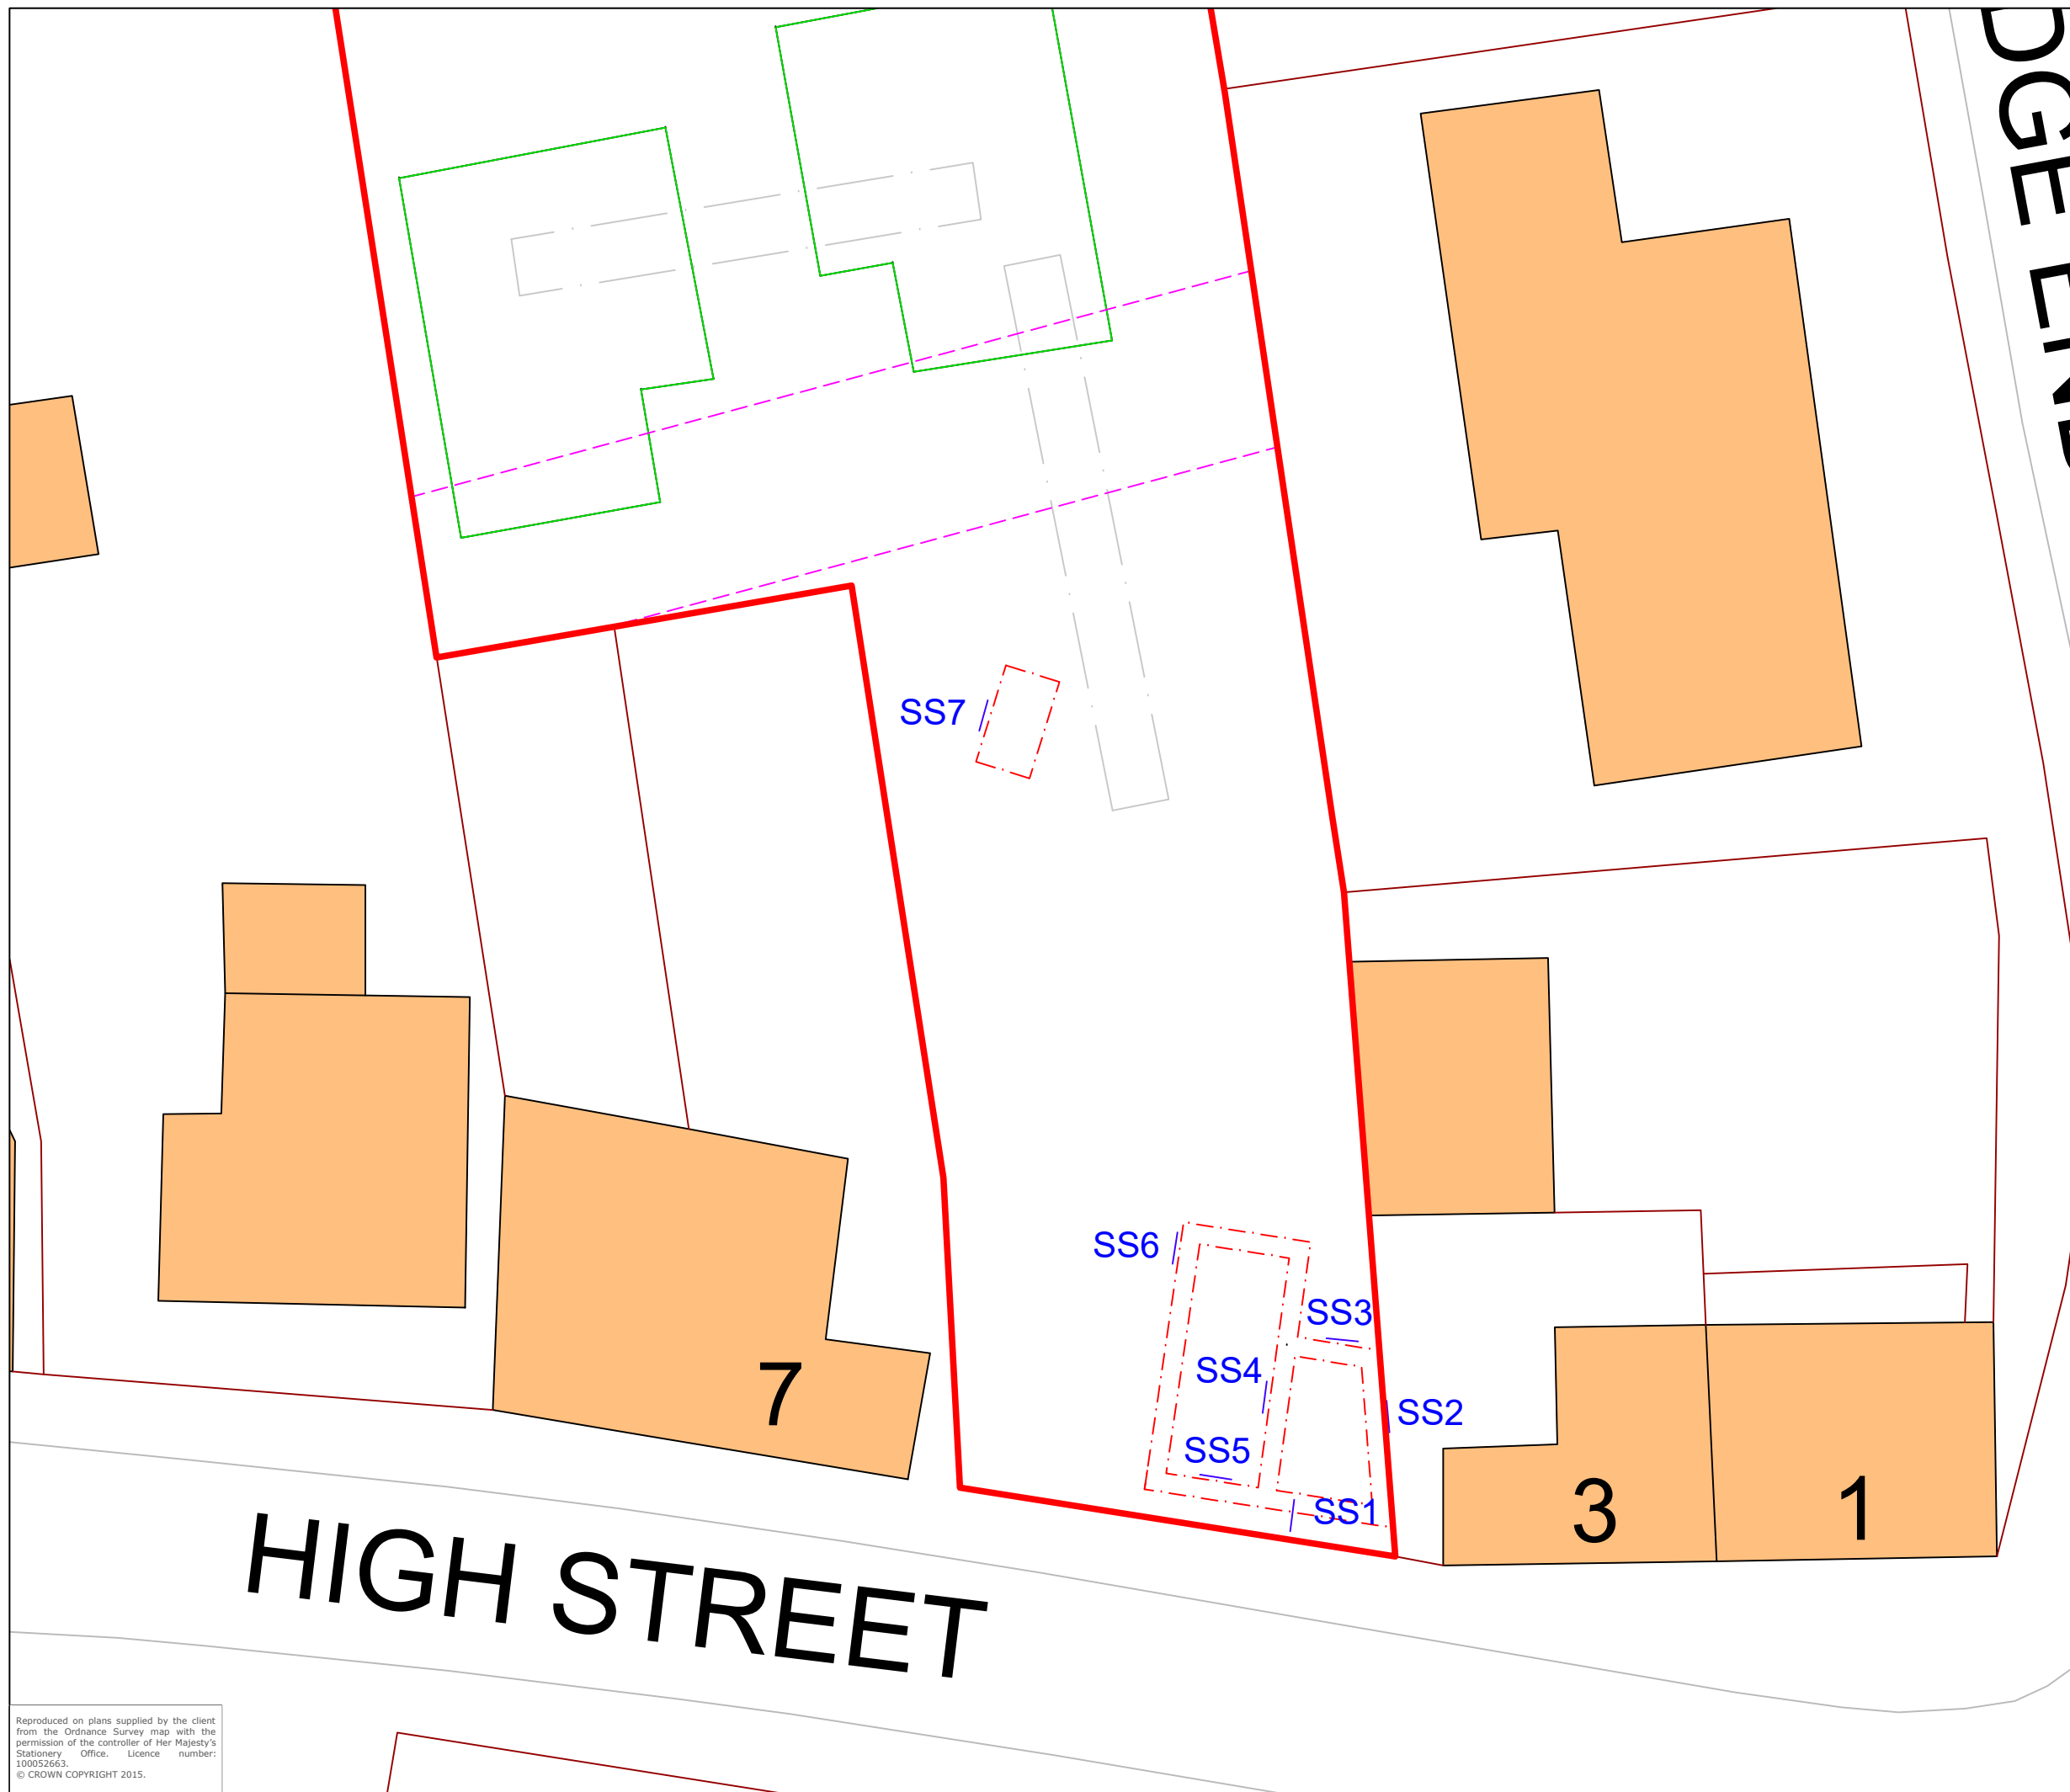 DGE END
SS7
SS6
SS3
SS4
SS2
SS5
SS1
7
3
1
HIGH STREET
Reproduced on plans supplied by the client
from the Ordnance Survey map with the
permission of the controller of Her Majesty's
Stationery Office. Licence number:
100052663.
© CROWN COPYRIGHT 2015.